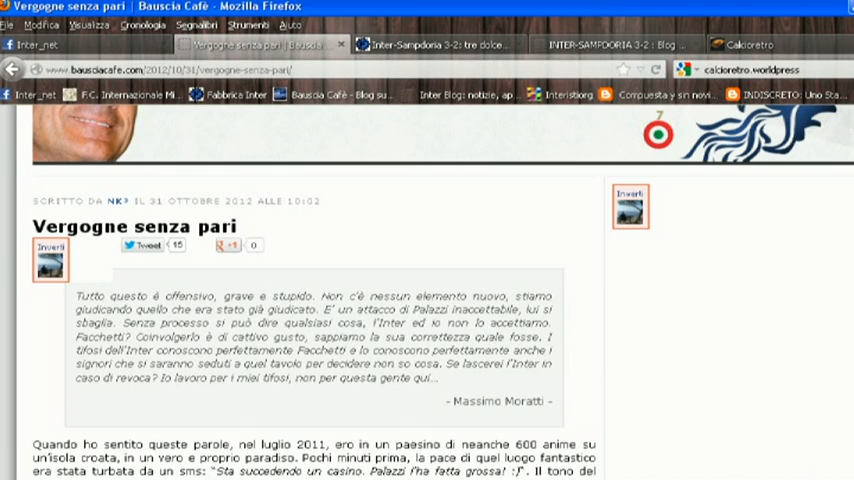 Vergogne senza pari | Bauscia Cafè - Mozilla Firefox
File Modifica Visualizza Cronologia Segnalibri Strumenti Aiuto
Inter_net Vergogne senza pari | Bauscia ... Inter-Sampdoria 3-2: tre dolce... INTER-SAMPDORIA 3-2 : Blog ... Calcioretro
www.bausciacafe.com/2012/10/31/vergogne-senza-pari/ calcioretro.worldpress
Inter_net F.C. Internazionale Mi... Fabbrica Inter Bauscia Cafè - Blog su... Inter Blog: notizie, ap... Interistiorg Compuesta y sin novi... INDISCRETO: Uno Sta...
7
SCRITTO DA NK³ IL 31 OTTOBRE 2012 ALLE 10:02
Inverti
Vergogne senza pari
Inverti
Tweet 15 +1 0
Tutto questo è offensivo, grave e stupido. Non c'è nessun elemento nuovo, stiamo
giudicando quello che era stato già giudicato. E' un attacco di Palazzi inaccettabile, lui si
sbaglia. Senza processo si può dire qualsiasi cosa, l'Inter ed io non lo accettiamo.
Facchetti? Coinvolgerlo è di cattivo gusto, sappiamo la sua correttezza quale fosse. I
tifosi dell'Inter conoscono perfettamente Facchetti e lo conoscono perfettamente anche i
signori che si saranno seduti a quel tavolo per decidere non so cosa. Se lascerei l'Inter in
caso di revoca? Io lavoro per i miei tifosi, non per questa gente qui...
- Massimo Moratti -
Quando ho sentito queste parole, nel luglio 2011, ero in un paesino di neanche 600 anime su
un'isola croata, in un vero e proprio paradiso. Pochi minuti prima, la pace di quel luogo fantastico
era stata turbata da un sms: "Sta succedendo un casino. Palazzi l'ha fatta grossa! :)". Il tono del